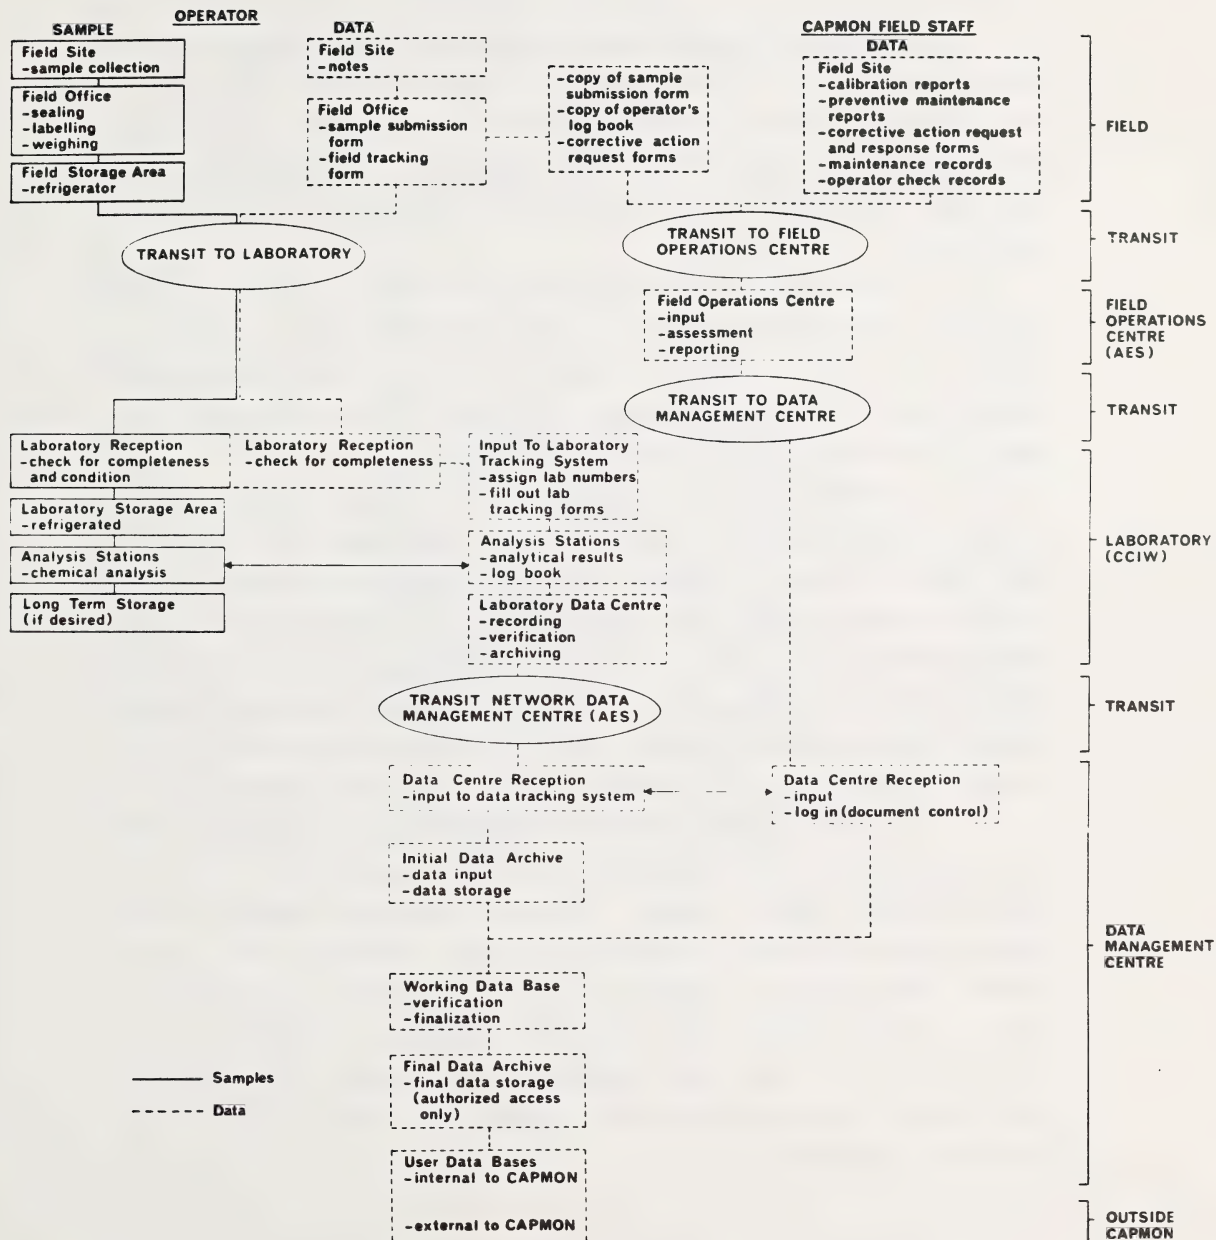 OPERATOR
SAMPLE
DATA
CAPMON FIELD STAFF
DATA
Field Site
-sample collection
Field Office
-sealing
-labelling
-weighing
Field Storage Area
-refrigerator
Field Site
-notes
Field Office
-sample submission
form
-field tracking
form
-copy of sample
submission form
-copy of operator's
log book
-corrective action
request forms
Field Site
-calibration reports
-preventive maintenance
reports
-corrective action request
and response forms
-maintenance records
-operator check records
FIELD
TRANSIT TO LABORATORY
TRANSIT TO FIELD
OPERATIONS CENTRE
TRANSIT
Field Operations Centre
-input
-assessment
-reporting
FIELD
OPERATIONS
CENTRE
(AES)
TRANSIT TO DATA
MANAGEMENT CENTRE
TRANSIT
Laboratory Reception
-check for completeness
and condition
Laboratory Storage Area
-refrigerated
Analysis Stations
-chemical analysis
Long Term Storage
(if desired)
Laboratory Reception
-check for completeness
Input To Laboratory
Tracking System
-assign lab numbers
-fill out lab
tracking forms
Analysis Stations
-analytical results
-log book
Laboratory Data Centre
-recording
-verification
-archiving
LABORATORY
(CCIW)
TRANSIT NETWORK DATA
MANAGEMENT CENTRE (AES)
TRANSIT
Data Centre Reception
-input to data tracking system
Data Centre Reception
-input
-log in (document control)
Initial Data Archive
-data input
-data storage
Working Data Base
-verification
-finalization
Final Data Archive
-final data storage
(authorized access
only)
User Data Bases
-internal to CAPMON
-external to CAPMON
DATA
MANAGEMENT
CENTRE
OUTSIDE
CAPMON
Samples
Data